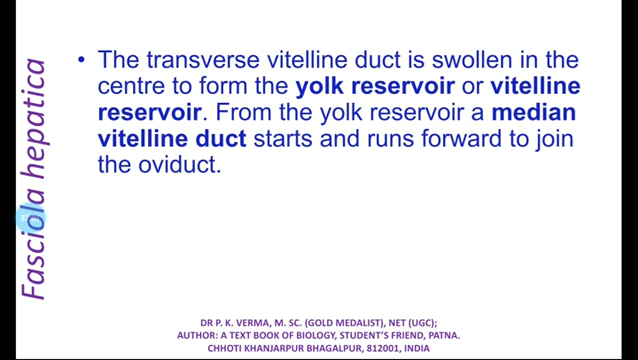 Fasciola hepatica
• The transverse vitelline duct is swollen in the
centre to form the yolk reservoir or vitelline
reservoir. From the yolk reservoir a median
vitelline duct starts and runs forward to join
the oviduct.
DR P. K. VERMA, M. SC. (GOLD MEDALIST), NET (UGC);
AUTHOR: A TEXT BOOK OF BIOLOGY, STUDENT'S FRIEND, PATNA.
CHHOTI KHANJARPUR BHAGALPUR, 812001, INDIA